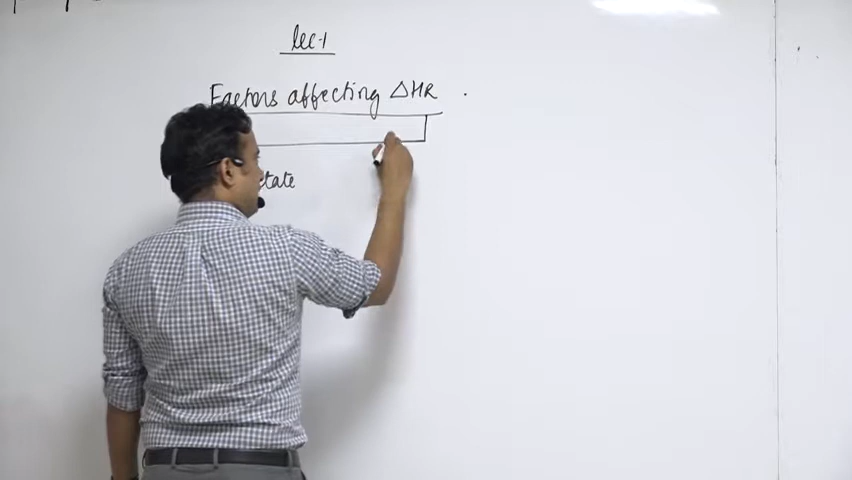 lec-1
Factors affecting ΔHR
tate